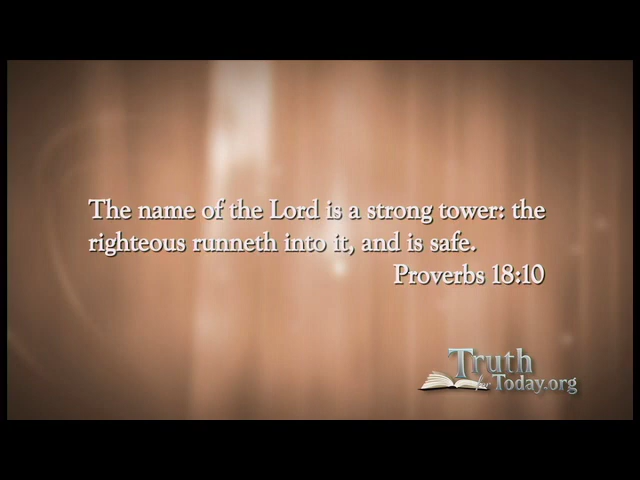 The name of the Lord is a strong tower: the
righteous runneth into it, and is safe.
Proverbs 18:10
Truth
for Today.org